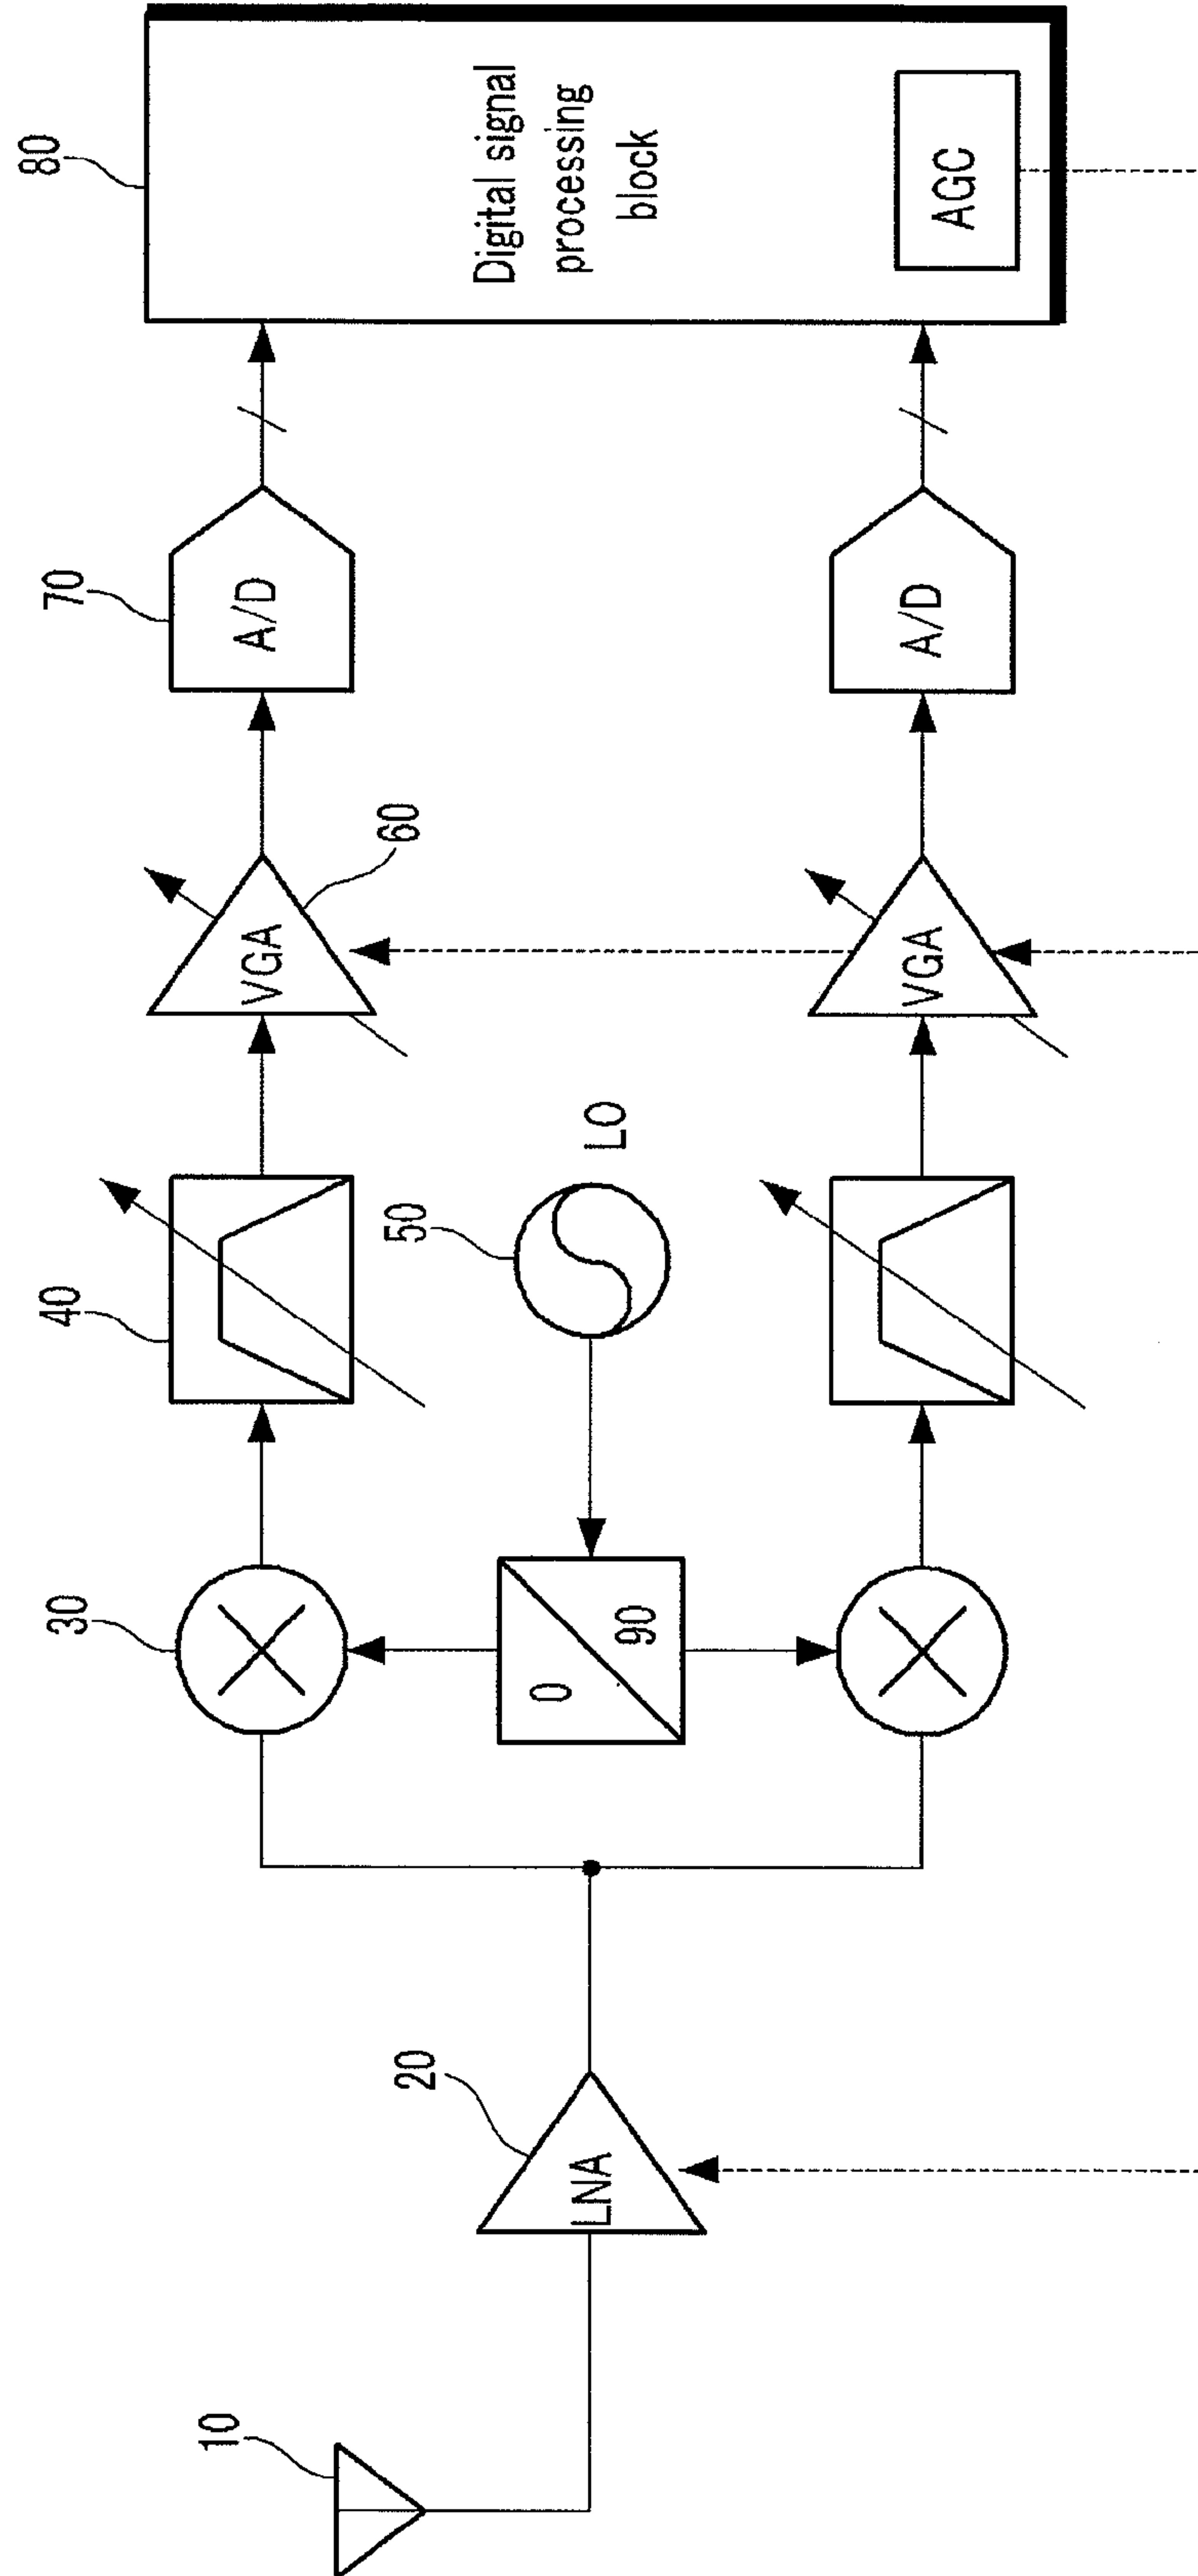 10
20
LNA
30
0
90
40
50
LO
60
VGA
VGA
70
A/D
A/D
80
Digital signal
processing
block
AGC